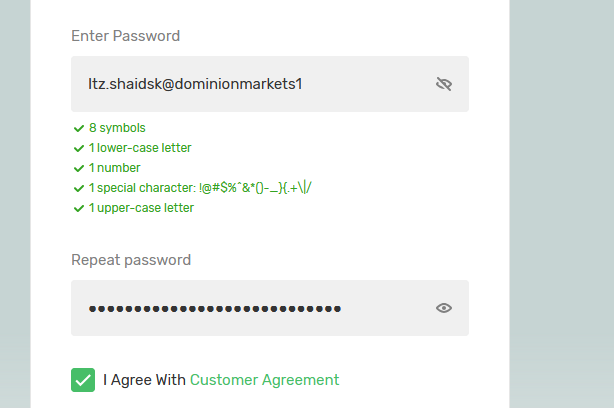 Enter Password
Itz.shaidsk@dominionmarkets1
8 symbols
1 lower-case letter
1 number
1 special character: !@#$%^&*()-_}{.+\|/
1 upper-case letter
Repeat password
••••••••••••••••••••••••••••
I Agree With Customer Agreement